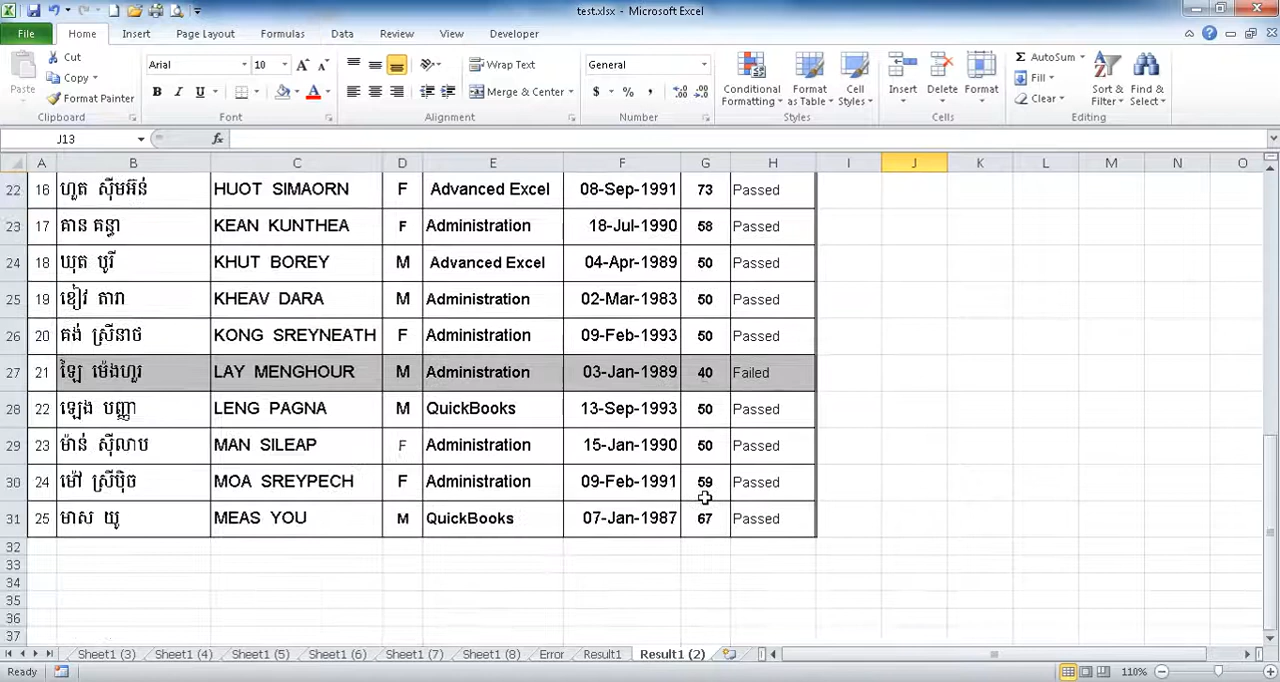 test.xlsx - Microsoft Excel
File Home Insert Page Layout Formulas Data Review View Developer
Paste Cut Copy Format Painter Clipboard
Arial 10 B I U Font
Wrap Text Merge & Center Alignment
General $ % , Number
Conditional Formatting Format as Table Cell Styles Styles
Insert Delete Format Cells
AutoSum Fill Clear Sort & Filter Find & Select Editing
J13 fx
A B C D E F G H I J K L M N O
22 16 ហួត ស៊ីមអ៊ន់ HUOT SIMAORN F Advanced Excel 08-Sep-1991 73 Passed
23 17 គាន គន្ធា KEAN KUNTHEA F Administration 18-Jul-1990 58 Passed
24 18 ឃុត បូរី KHUT BOREY M Advanced Excel 04-Apr-1989 50 Passed
25 19 ខៀវ តារា KHEAV DARA M Administration 02-Mar-1983 50 Passed
26 20 គង់ ស្រីនាថ KONG SREYNEATH F Administration 09-Feb-1993 50 Passed
27 21 ឡៃ ម៉េងហួរ LAY MENGHOUR M Administration 03-Jan-1989 40 Failed
28 22 ឡេង បញ្ញា LENG PAGNA M QuickBooks 13-Sep-1993 50 Passed
29 23 ម៉ាន់ ស៊ីលាប MAN SILEAP F Administration 15-Jan-1990 50 Passed
30 24 ម៉ៅ ស្រីប៉ិច MOA SREYPECH F Administration 09-Feb-1991 59 Passed
31 25 មាស យូ MEAS YOU M QuickBooks 07-Jan-1987 67 Passed
32
33
34
35
36
37
Sheet1 (3) Sheet1 (4) Sheet1 (5) Sheet1 (6) Sheet1 (7) Sheet1 (8) Error Result1 Result1 (2)
Ready 110%